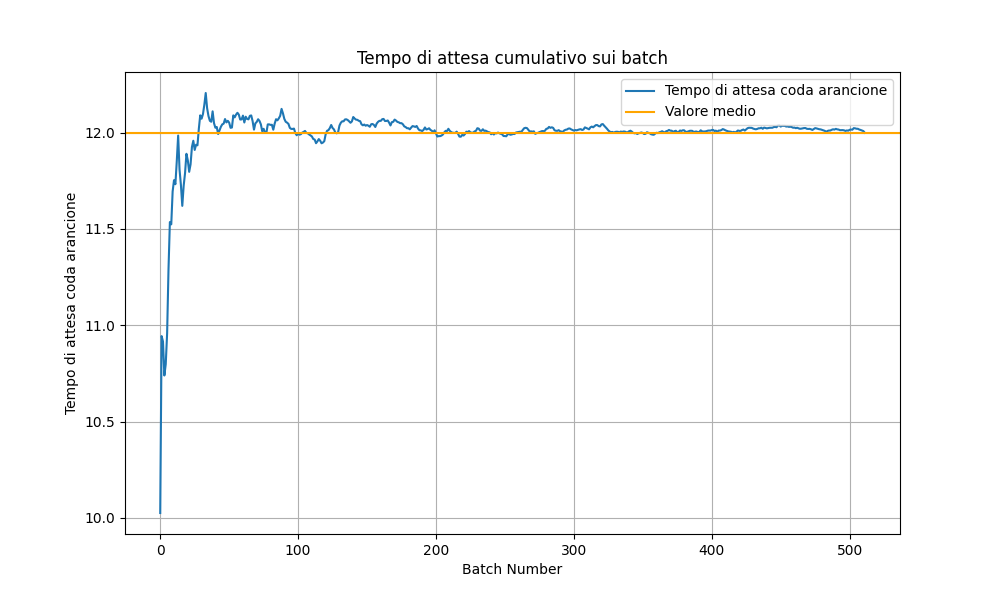 Tempo di attesa cumulativo sui batch
Tempo di attesa coda arancione
Valore medio
Tempo di attesa coda arancione
12.0
11.5
11.0
10.5
10.0
0 100 200 300 400 500
Batch Number